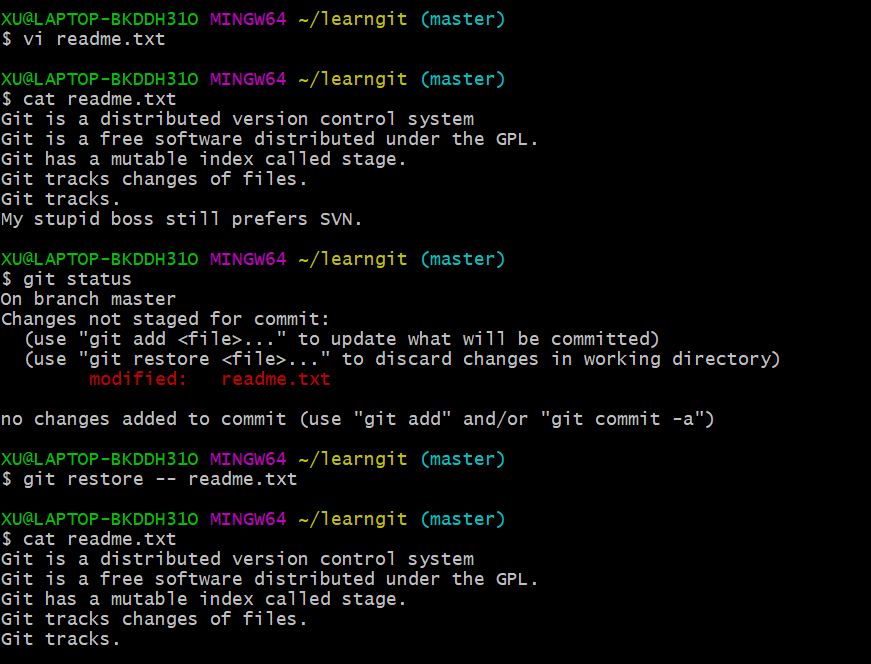 XU@LAPTOP-BKDDH31O MINGW64 ~/learngit (master)
$ vi readme.txt
XU@LAPTOP-BKDDH31O MINGW64 ~/learngit (master)
$ cat readme.txt
Git is a distributed version control system
Git is a free software distributed under the GPL.
Git has a mutable index called stage.
Git tracks changes of files.
Git tracks.
My stupid boss still prefers SVN.
XU@LAPTOP-BKDDH31O MINGW64 ~/learngit (master)
$ git status
On branch master
Changes not staged for commit:
  (use "git add <file>..." to update what will be committed)
  (use "git restore <file>..." to discard changes in working directory)
        modified:   readme.txt
no changes added to commit (use "git add" and/or "git commit -a")
XU@LAPTOP-BKDDH31O MINGW64 ~/learngit (master)
$ git restore -- readme.txt
XU@LAPTOP-BKDDH31O MINGW64 ~/learngit (master)
$ cat readme.txt
Git is a distributed version control system
Git is a free software distributed under the GPL.
Git has a mutable index called stage.
Git tracks changes of files.
Git tracks.